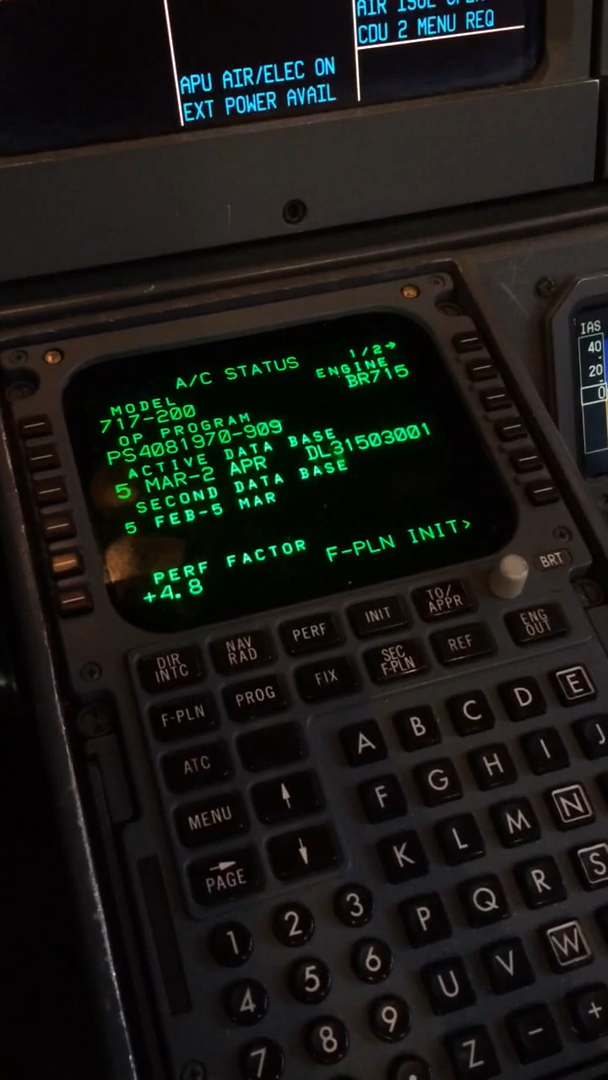 CDU 2 MENU REQ
APU AIR/ELEC ON
EXT POWER AVAIL
A/C STATUS 1/2→
MODEL ENGINE
717-200 BR715
OP PROGRAM
PS4081970-909
ACTIVE DATA BASE
5 MAR-2 APR DL31503001
SECOND DATA BASE
5 FEB-5 MAR
PERF FACTOR
+4.8 F-PLN INIT>
BRT
IAS
40
20
0
DIR INTC
NAV RAD
PERF
INIT
TO/APPR
F-PLN
PROG
FIX
SEC F-PLN
REF
ENG OUT
ATC
MENU
↑
→ PAGE
↓
A B C D E
F G H I J
K L M N
P Q R S
U V W
Z − +
1 2 3
4 5 6
7 8 9